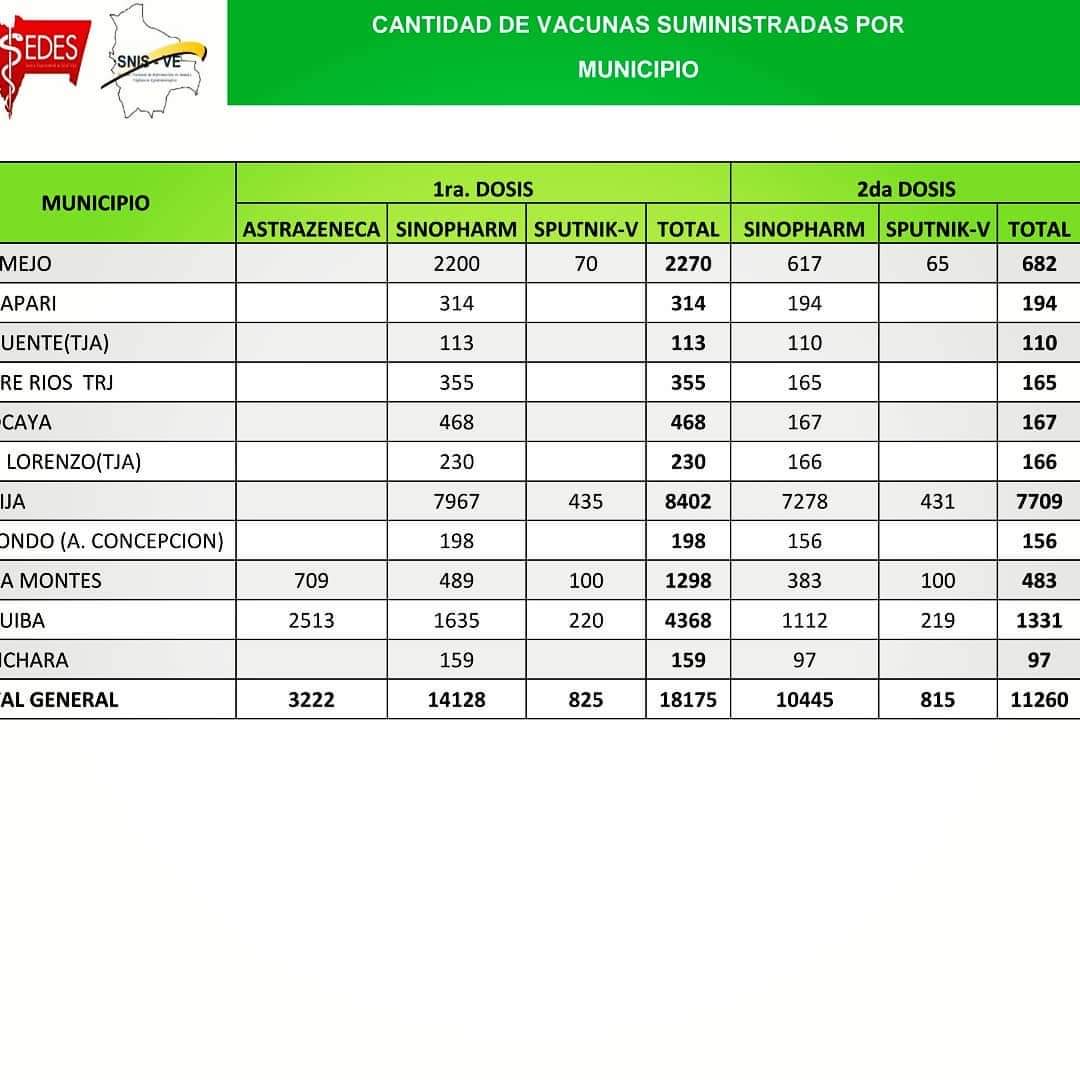 SEDES
SNIS - VE
CANTIDAD DE VACUNAS SUMINISTRADAS POR
MUNICIPIO
MUNICIPIO 1ra. DOSIS 2da DOSIS
ASTRAZENECA SINOPHARM SPUTNIK-V TOTAL SINOPHARM SPUTNIK-V TOTAL
MEJO 2200 70 2270 617 65 682
APARI 314 314 194 194
UENTE(TJA) 113 113 110 110
RE RIOS TRJ 355 355 165 165
CAYA 468 468 167 167
LORENZO(TJA) 230 230 166 166
IJA 7967 435 8402 7278 431 7709
ONDO (A. CONCEPCION) 198 198 156 156
A MONTES 709 489 100 1298 383 100 483
UIBA 2513 1635 220 4368 1112 219 1331
CHARA 159 159 97 97
AL GENERAL 3222 14128 825 18175 10445 815 11260